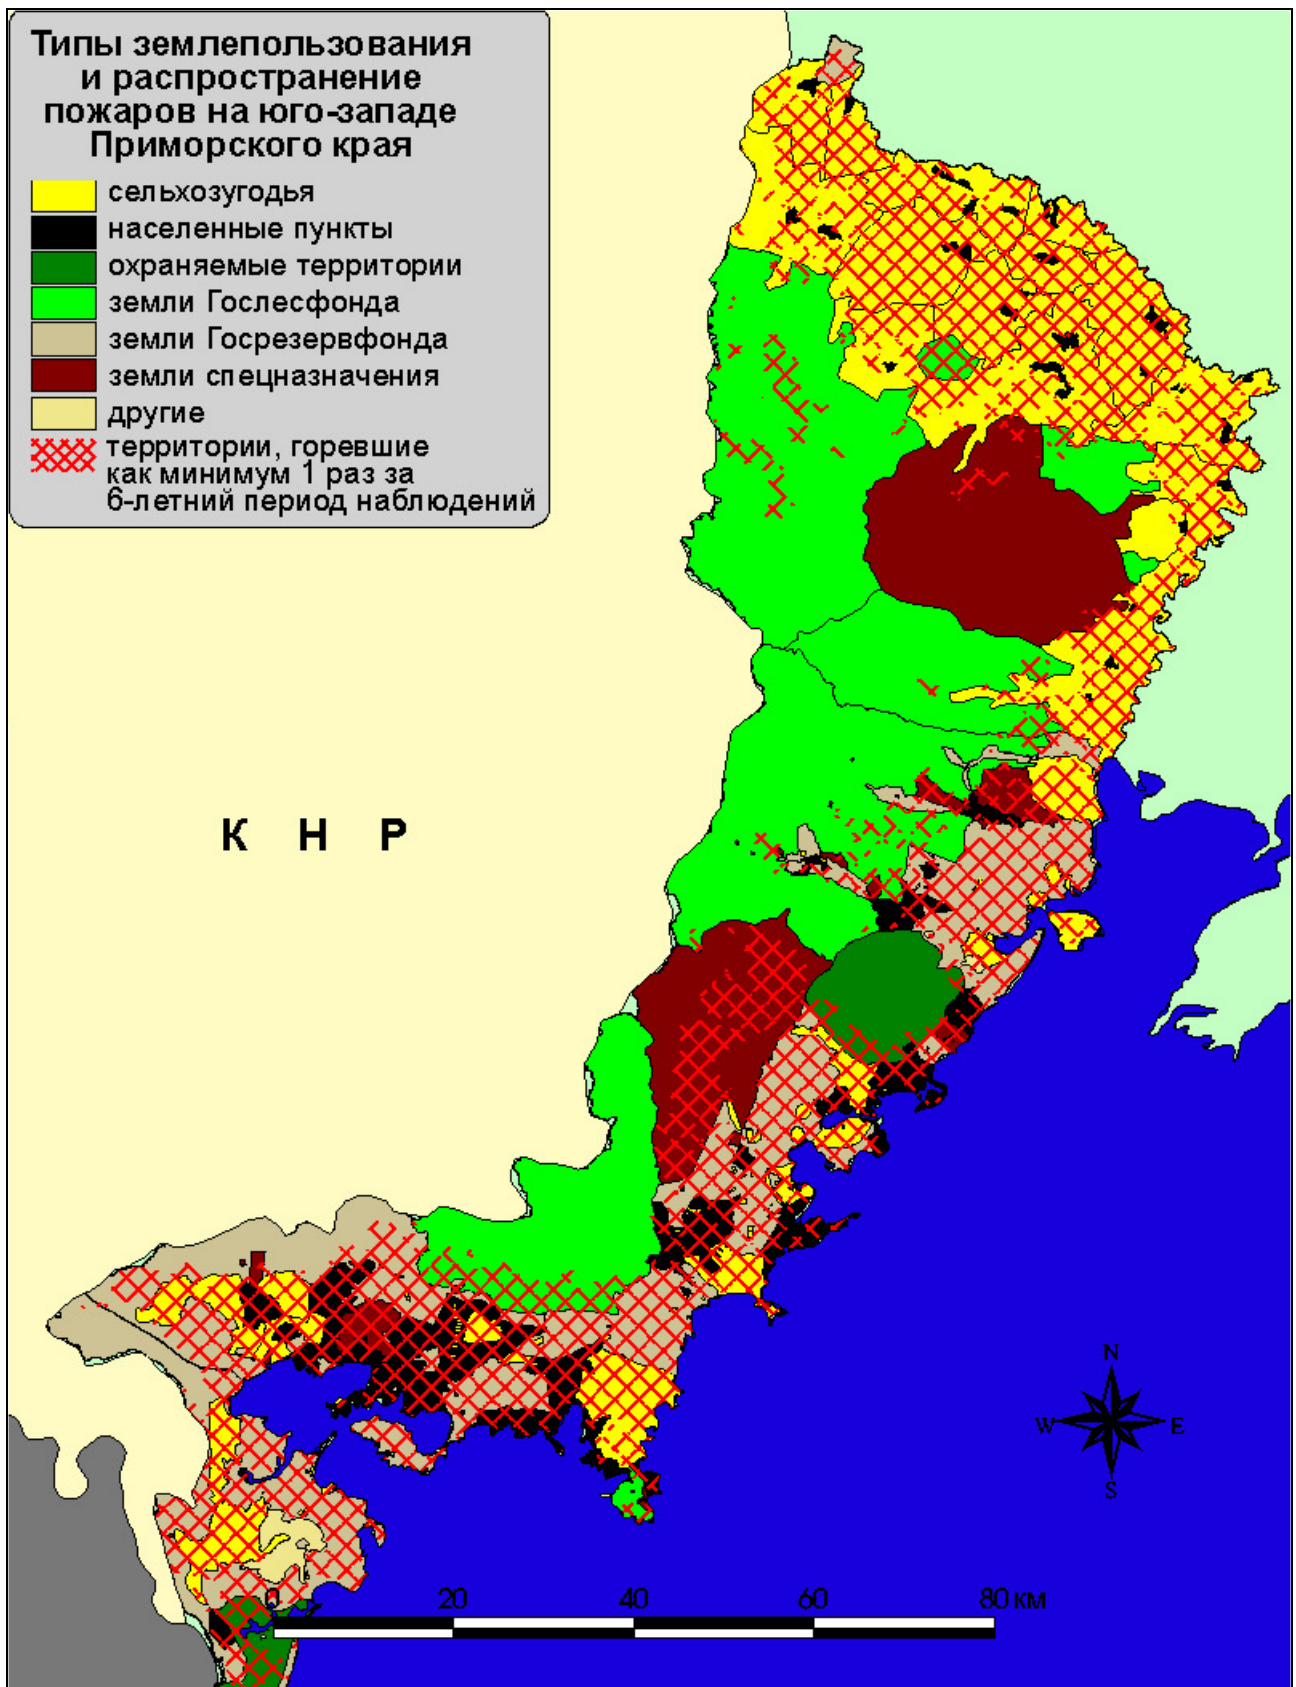 Типы землепользования
и распространение
пожаров на юго-западе
Приморского края
сельхозугодья
населенные пункты
охраняемые территории
земли Гослесфонда
земли Госрезервфонда
земли спецназначения
другие
территории, горевшие
как минимум 1 раз за
6-летний период наблюдений
К Н Р
N
W E
S
0 20 40 60 80 км